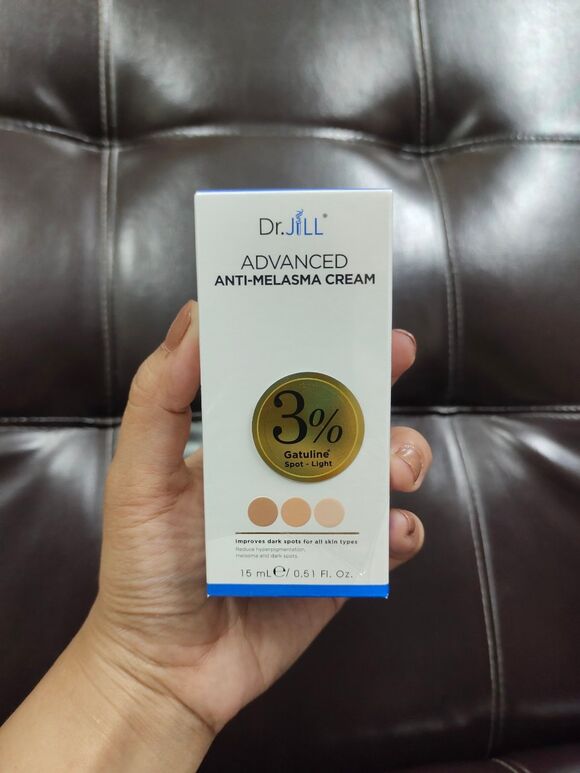 Dr.JILL®
ADVANCED
ANTI-MELASMA CREAM
3%
Gatuline®
Spot - Light
Improves dark spots for all skin types
Reduce hyperpigmentation,
melasma and dark spots.
15 mL℮/ 0.51 Fl. Oz.